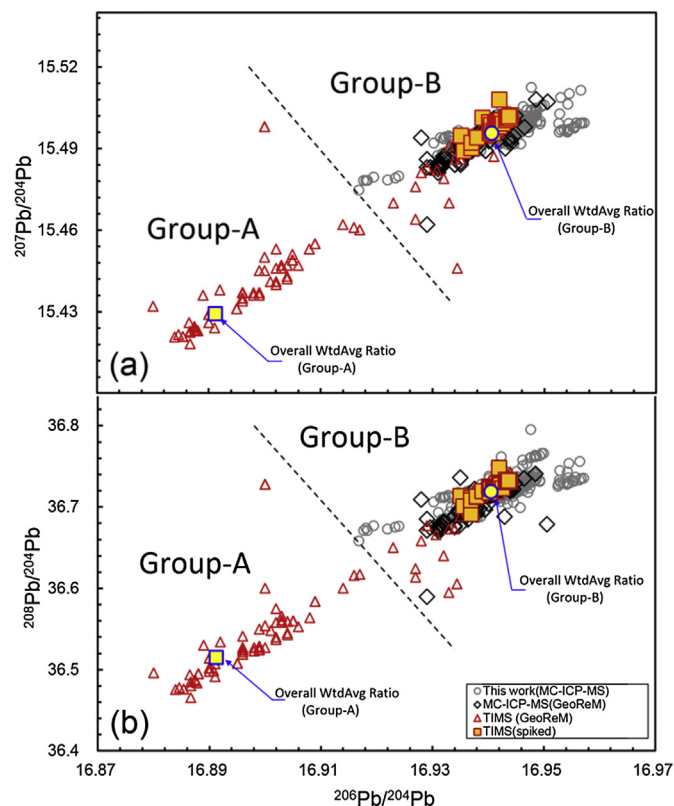 15.52
15.49
15.46
15.43
207Pb/204Pb
Group-B
Group-A
Overall WtdAvg Ratio
(Group-B)
Overall WtdAvg Ratio
(Group-A)
(a)
36.8
36.7
36.6
36.5
36.4
208Pb/204Pb
Group-B
Group-A
Overall WtdAvg Ratio
(Group-B)
Overall WtdAvg Ratio
(Group-A)
(b)
This work(MC-ICP-MS)
MC-ICP-MS(GeoReM)
TIMS (GeoReM)
TIMS(spiked)
16.87 16.89 16.91 16.93 16.95 16.97
206Pb/204Pb